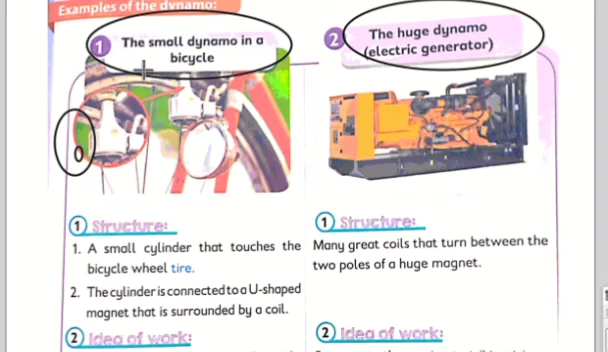 Examples of the dynamo:
1 The small dynamo in a
bicycle
1 Structure:
1. A small cylinder that touches the
bicycle wheel tire.
2. The cylinder is connected to a U-shaped
magnet that is surrounded by a coil.
2 Idea of work:
2 The huge dynamo
(electric generator)
1 Structure:
Many great coils that turn between the
two poles of a huge magnet.
2 Idea of work: